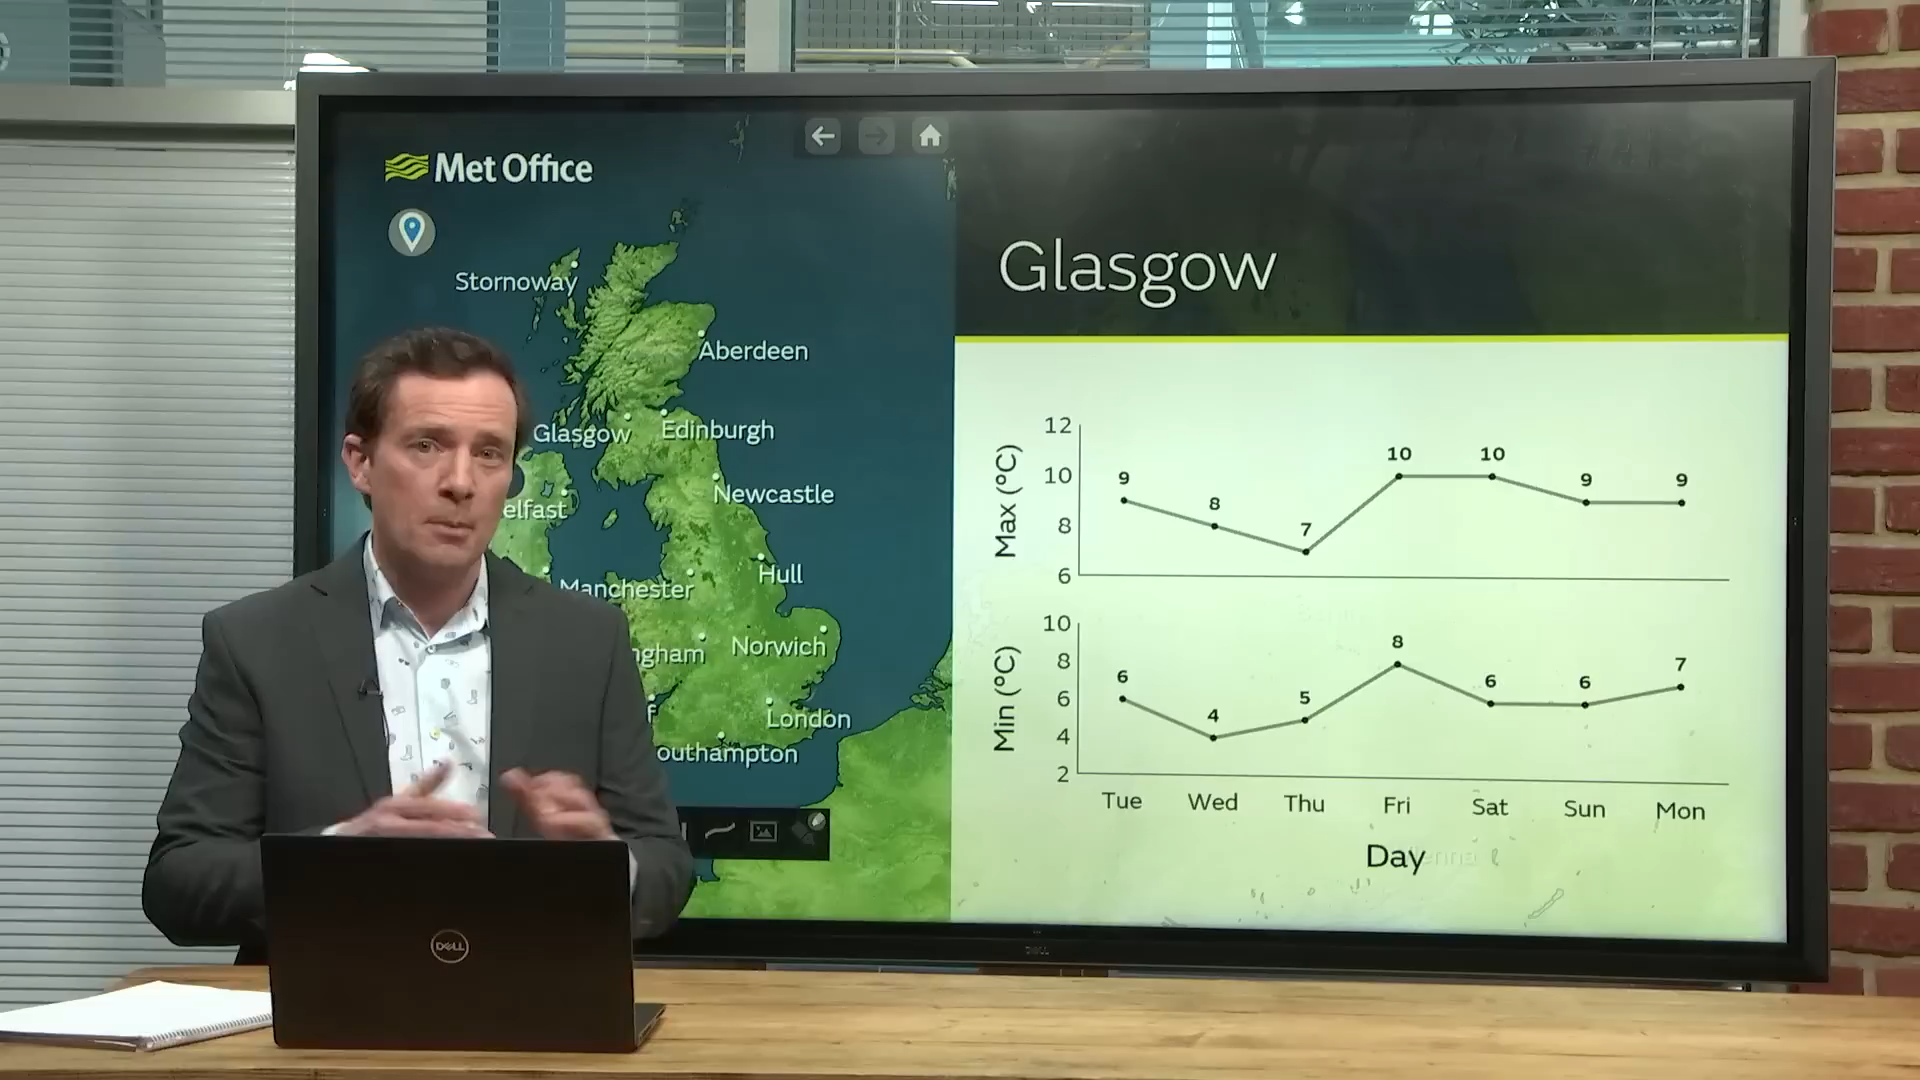 Met Office
Stornoway
Aberdeen
Glasgow
Edinburgh
elfast
Newcastle
Hull
Manchester
ngham
Norwich
f
London
outhampton
Glasgow
Max (°C)
12
10
8
6
9
8
7
10
10
9
9
Min (°C)
10
8
6
4
2
6
4
5
8
6
6
7
Tue Wed Thu Fri Sat Sun Mon
Day
DELL
DELL